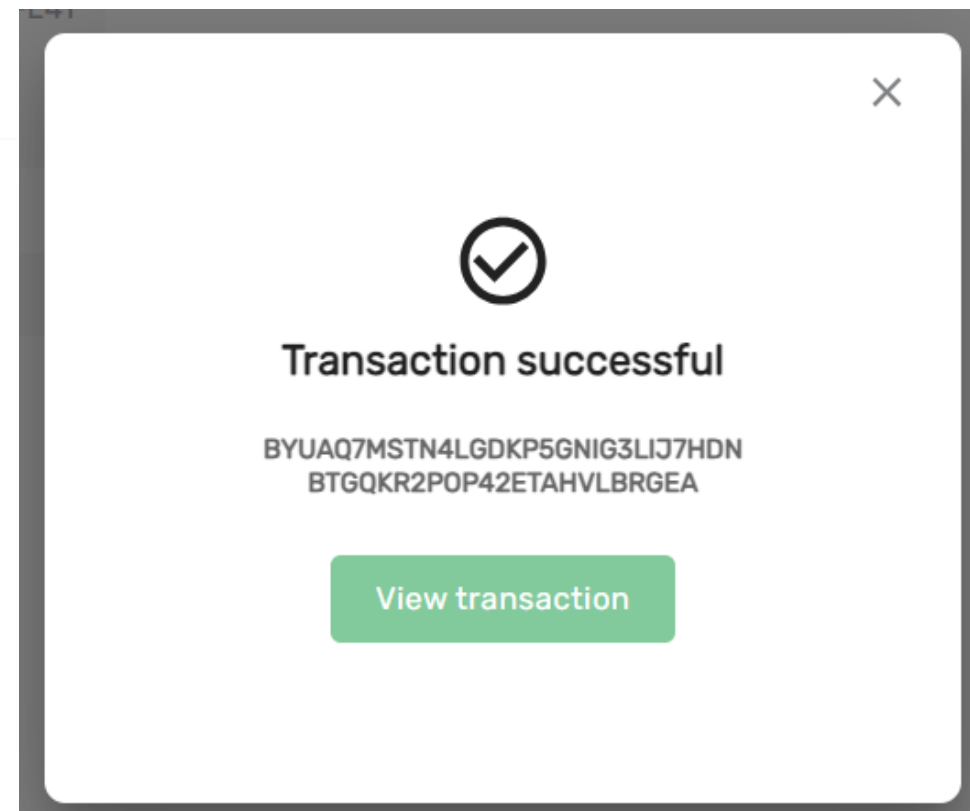 Transaction successful
BYUAQ7MSTN4LGDKP5GNIG3LIJ7HDN
BTGQKR2POP42ETAHVLBRGEA
View transaction